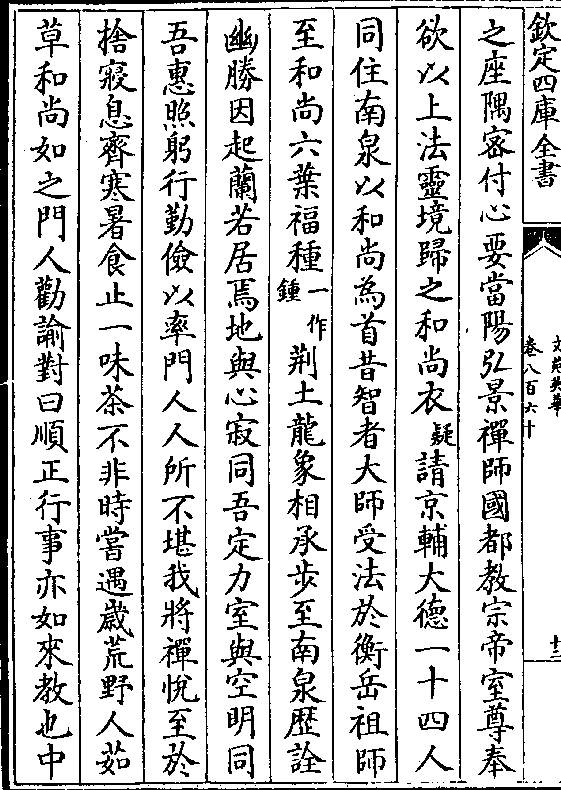 欽定四庫全書
文苑英華
卷八百六十
十三
之座隅密付心要當陽弘景禪師國都教宗帝室尊奉
欲以上法靈境歸之和尚衣疑請京輔大德一十四人
同住南泉以和尚為首昔智者大師受法於衡岳祖師
至和尚六葉福種一作鍾荆土龍象相承步至南泉歷詮
幽勝因起蘭若居焉地與心寂同吾定力室與空明同
吾惠照躬行勤儉以率門人人所不堪我將禪悅至於
捨寢息齊寒暑食止一味茶不非時嘗遇歲荒野人茹
草和尚如之門人勸諭對曰順正行事亦如來教也中